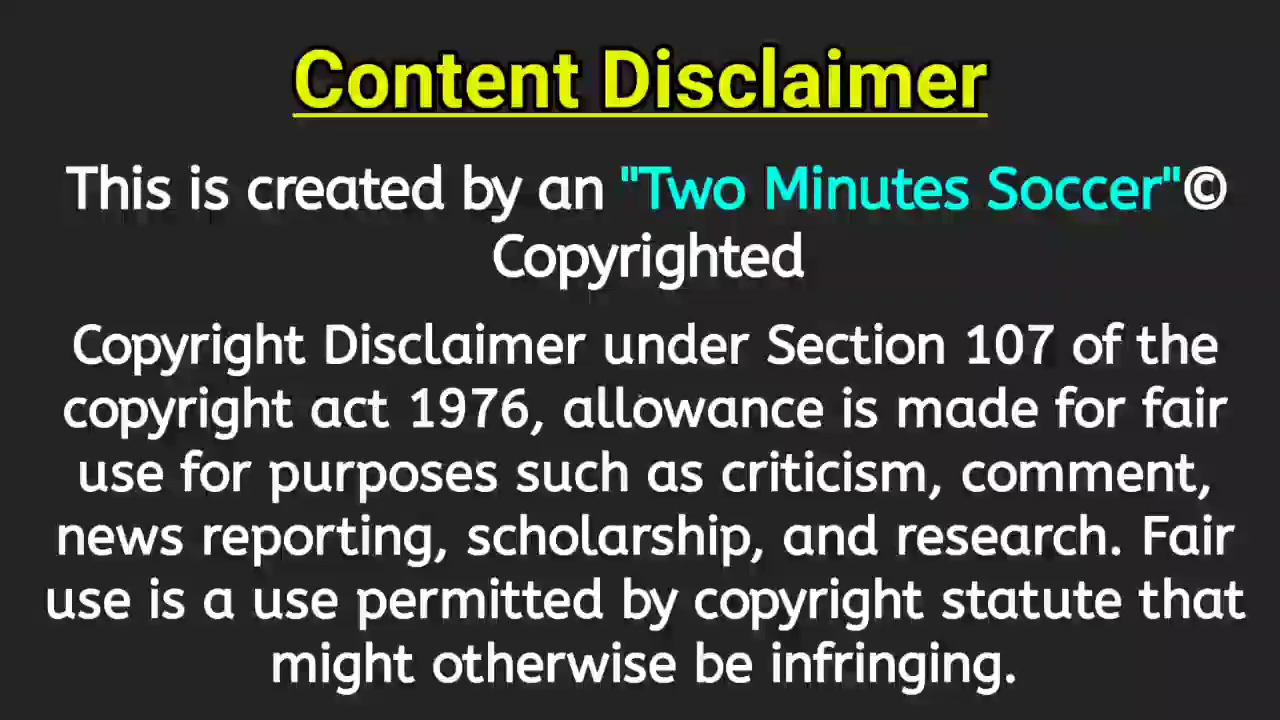 Content Disclaimer
This is created by an "Two Minutes Soccer"©
Copyrighted
Copyright Disclaimer under Section 107 of the
copyright act 1976, allowance is made for fair
use for purposes such as criticism, comment,
news reporting, scholarship, and research. Fair
use is a use permitted by copyright statute that
might otherwise be infringing.